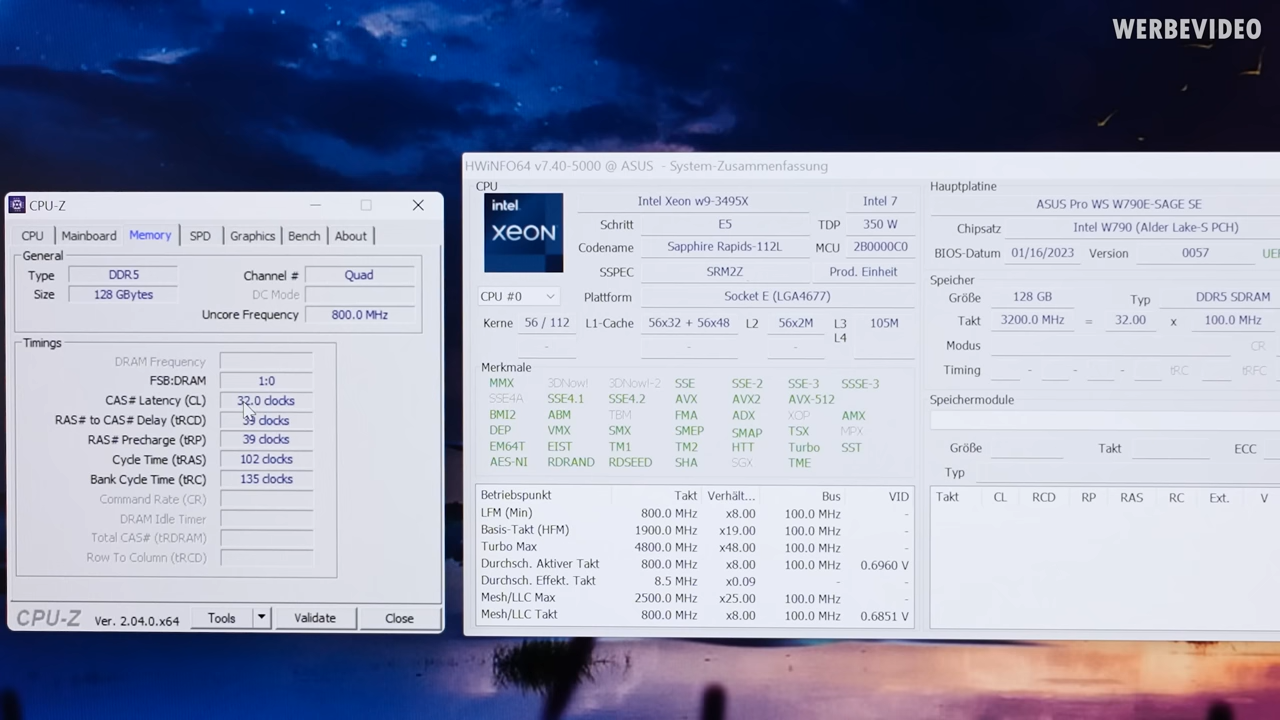 WERBEVIDEO
CPU-Z
CPU Mainboard Memory SPD Graphics Bench About
General
Type DDR5 Channel # Quad
Size 128 GBytes DC Mode
Uncore Frequency 800.0 MHz
Timings
DRAM Frequency
FSB:DRAM 1:0
CAS# Latency (CL) 32.0 clocks
RAS# to CAS# Delay (tRCD) 39 clocks
RAS# Precharge (tRP) 39 clocks
Cycle Time (tRAS) 102 clocks
Bank Cycle Time (tRC) 135 clocks
Command Rate (CR)
DRAM Idle Timer
Total CAS# (tRDRAM)
Row To Column (tRCD)
CPU-Z Ver. 2.04.0.x64 Tools Validate Close
HWiNFO64 v7.40-5000 @ ASUS - System-Zusammenfassung
CPU
intel XEON
Intel Xeon w9-3495X Intel 7
Schritt E5 TDP 350 W
Codename Sapphire Rapids-112L MCU 2B0000C0
SSPEC SRM2Z Prod. Einheit
CPU #0 Plattform Socket E (LGA4677)
Kerne 56 / 112 L1-Cache 56x32 + 56x48 L2 56x2M L3 105M
- - - L4
Merkmale
MMX 3DNow! 3DNow!-2 SSE SSE-2 SSE-3 SSSE-3
SSE4A SSE4.1 SSE4.2 AVX AVX2 AVX-512
BMI2 ABM TBM FMA ADX XOP AMX
DEP VMX SMX SMEP SMAP TSX MPX
EM64T EIST TM1 TM2 HTT Turbo SST
AES-NI RDRAND RDSEED SHA SGX TME
Betriebspunkt Takt Verhält... Bus VID
LFM (Min) 800.0 MHz x8.00 100.0 MHz -
Basis-Takt (HFM) 1900.0 MHz x19.00 100.0 MHz -
Turbo Max 4800.0 MHz x48.00 100.0 MHz -
Durchsch. Aktiver Takt 800.0 MHz x8.00 100.0 MHz 0.6960 V
Durchsch. Effekt. Takt 8.5 MHz x0.09 - -
Mesh/LLC Max 2500.0 MHz x25.00 100.0 MHz -
Mesh/LLC Takt 800.0 MHz x8.00 100.0 MHz 0.6851 V
Hauptplatine
ASUS Pro WS W790E-SAGE SE
Chipsatz Intel W790 (Alder Lake-S PCH)
BIOS-Datum 01/16/2023 Version 0057
Speicher
Größe 128 GB Typ DDR5 SDRAM
Takt 3200.0 MHz = 32.00 x 100.0 MHz
Modus CR
Timing - - - tRC tRFC
Speichermodule
Größe Takt ECC
Typ
Takt CL RCD RP RAS RC Ext. V